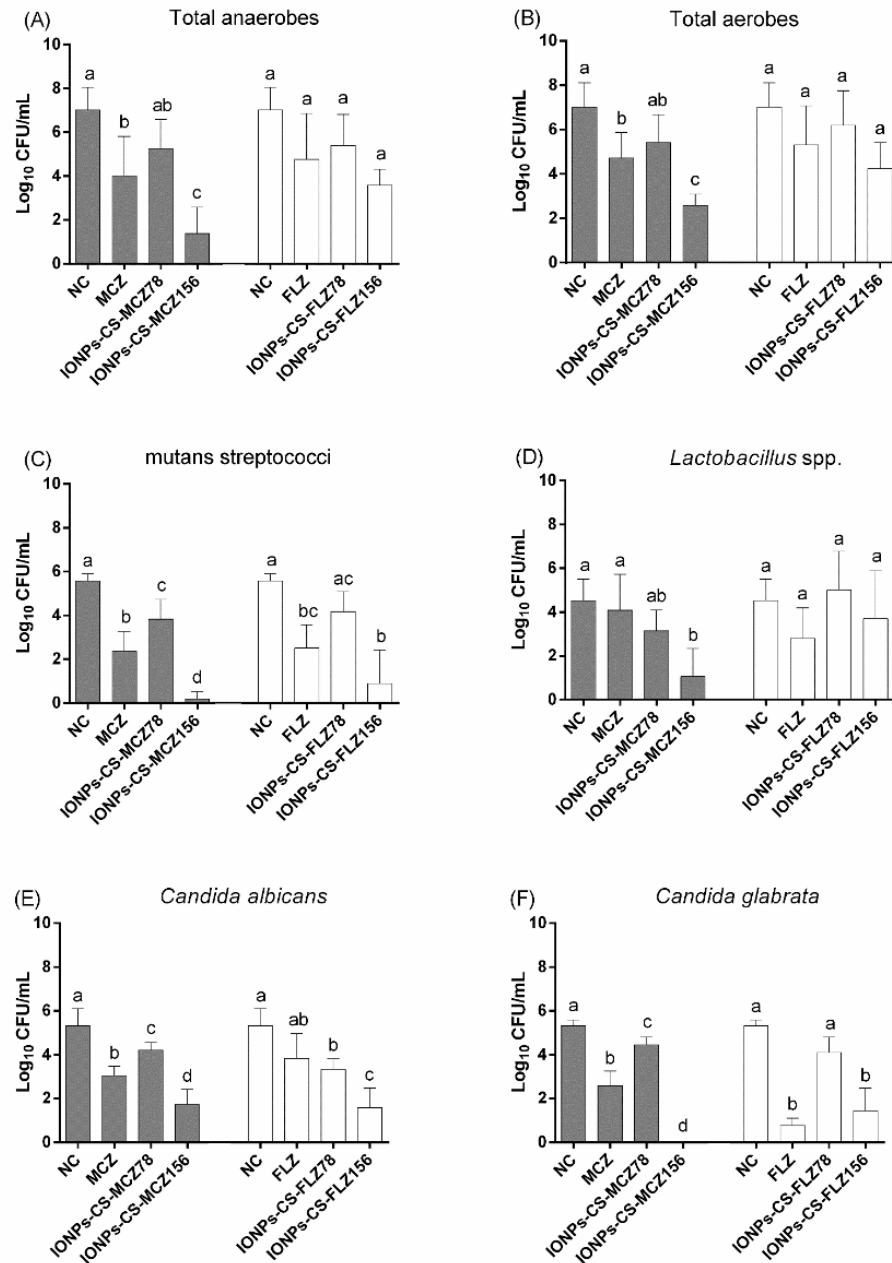 (A) Total anaerobes
Log10 CFU/mL
10
8
6
4
2
0
a b ab c a a a a
NC MCZ IONPs-CS-MCZ78 IONPs-CS-MCZ156 NC FLZ IONPs-CS-FLZ78 IONPs-CS-FLZ156
(B) Total aerobes
Log10 CFU/mL
10
8
6
4
2
0
a b ab c a a a a
NC MCZ IONPs-CS-MCZ78 IONPs-CS-MCZ156 NC FLZ IONPs-CS-FLZ78 IONPs-CS-FLZ156
(C) mutans streptococci
Log10 CFU/mL
10
8
6
4
2
0
a b c d a bc ac b
NC MCZ IONPs-CS-MCZ78 IONPs-CS-MCZ156 NC FLZ IONPs-CS-FLZ78 IONPs-CS-FLZ156
(D) Lactobacillus spp.
Log10 CFU/mL
10
8
6
4
2
0
a a ab b a a a a
NC MCZ IONPs-CS-MCZ78 IONPs-CS-MCZ156 NC FLZ IONPs-CS-FLZ78 IONPs-CS-FLZ156
(E) Candida albicans
Log10 CFU/mL
10
8
6
4
2
0
a b c d a ab b c
NC MCZ IONPs-CS-MCZ78 IONPs-CS-MCZ156 NC FLZ IONPs-CS-FLZ78 IONPs-CS-FLZ156
(F) Candida glabrata
Log10 CFU/mL
10
8
6
4
2
0
a b c d a b a b
NC MCZ IONPs-CS-MCZ78 IONPs-CS-MCZ156 NC FLZ IONPs-CS-FLZ78 IONPs-CS-FLZ156